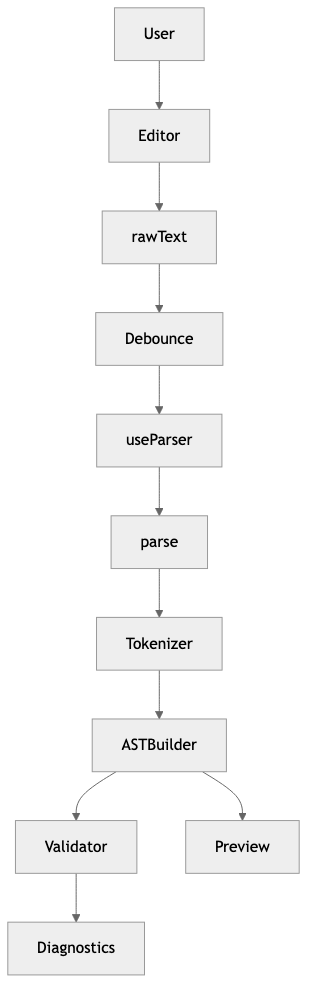 User
Editor
rawText
Debounce
useParser
parse
Tokenizer
ASTBuilder
Validator
Preview
Diagnostics